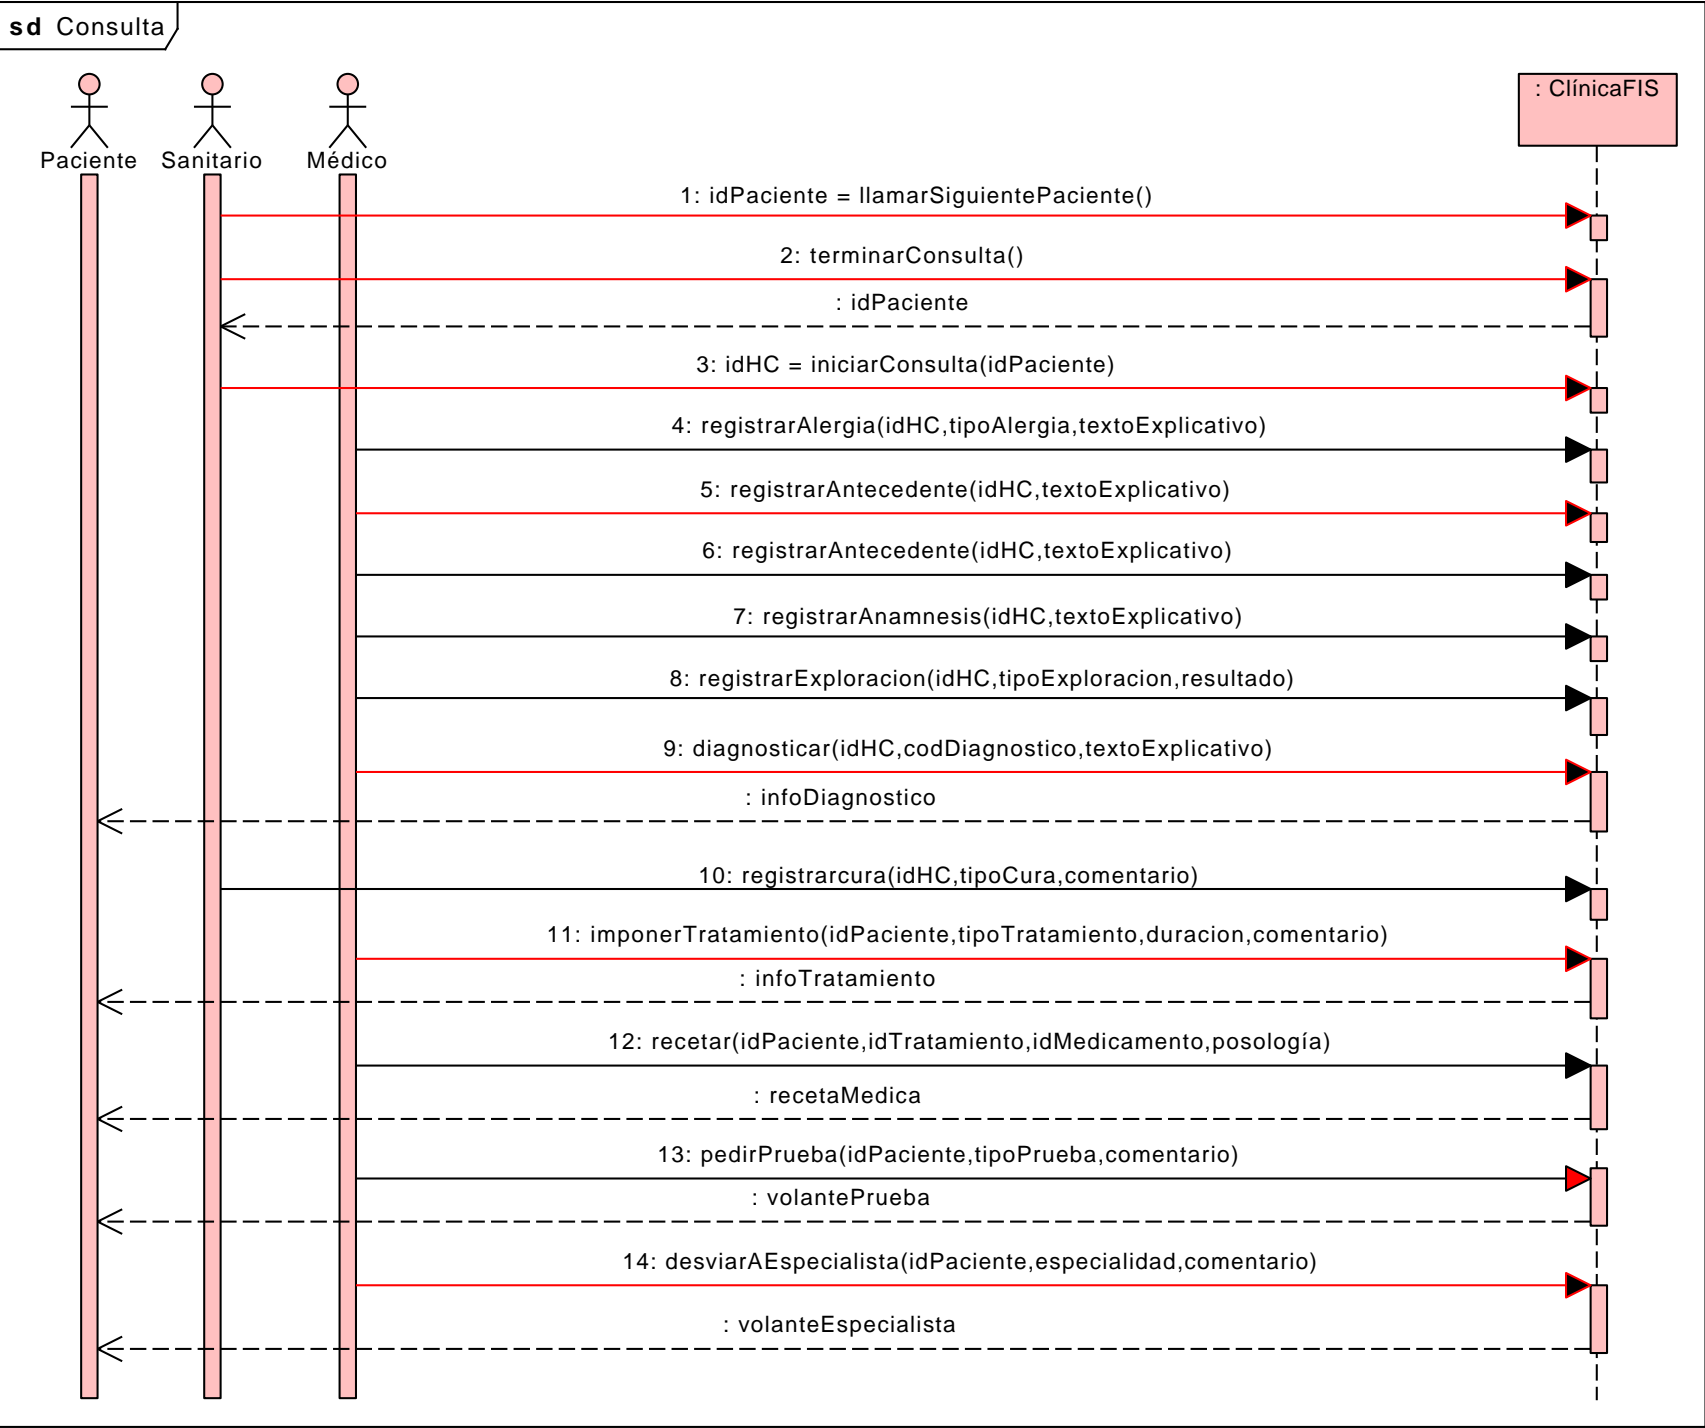 sd Consulta
: ClínicaFIS
Paciente
Sanitario
Médico
1: idPaciente = llamarSiguientePaciente()
2: terminarConsulta()
: idPaciente
3: idHC = iniciarConsulta(idPaciente)
4: registrarAlergia(idHC,tipoAlergia,textoExplicativo)
5: registrarAntecedente(idHC,textoExplicativo)
6: registrarAntecedente(idHC,textoExplicativo)
7: registrarAnamnesis(idHC,textoExplicativo)
8: registrarExploracion(idHC,tipoExploracion,resultado)
9: diagnosticar(idHC,codDiagnostico,textoExplicativo)
: infoDiagnostico
10: registrarcura(idHC,tipoCura,comentario)
11: imponerTratamiento(idPaciente,tipoTratamiento,duracion,comentario)
: infoTratamiento
12: recetar(idPaciente,idTratamiento,idMedicamento,posología)
: recetaMedica
13: pedirPrueba(idPaciente,tipoPrueba,comentario)
: volantePrueba
14: desviarAEspecialista(idPaciente,especialidad,comentario)
: volanteEspecialista